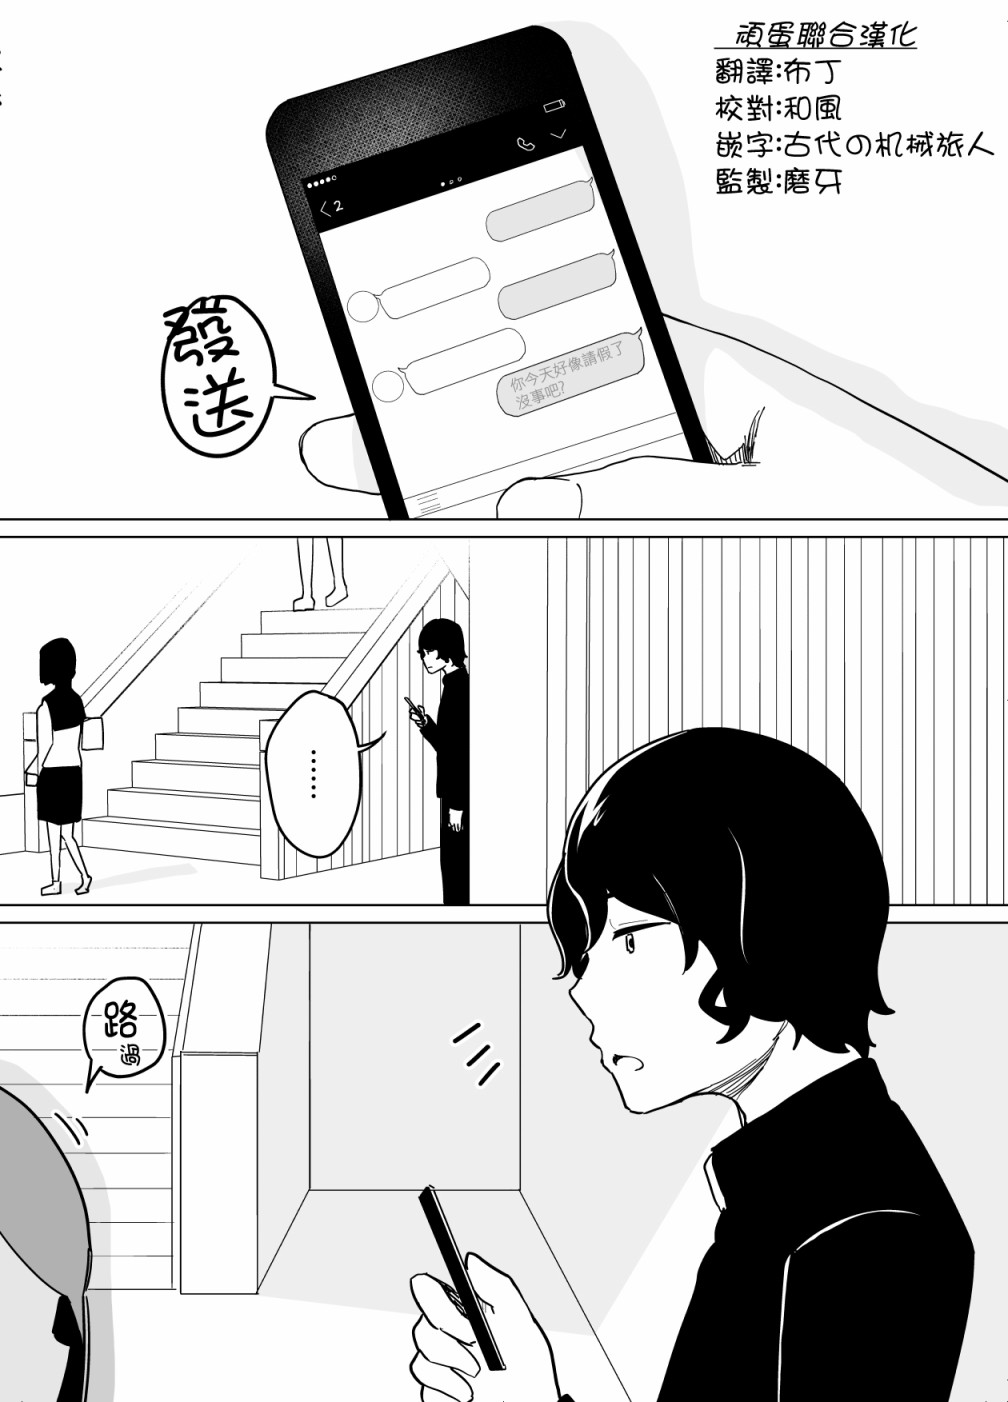 頑蛋聯合漢化
翻譯:布丁
校對:和風
嵌字:古代の机械旅人
監製:磨牙
2
你今天好像請假了
沒事吧?
發送
……
路過